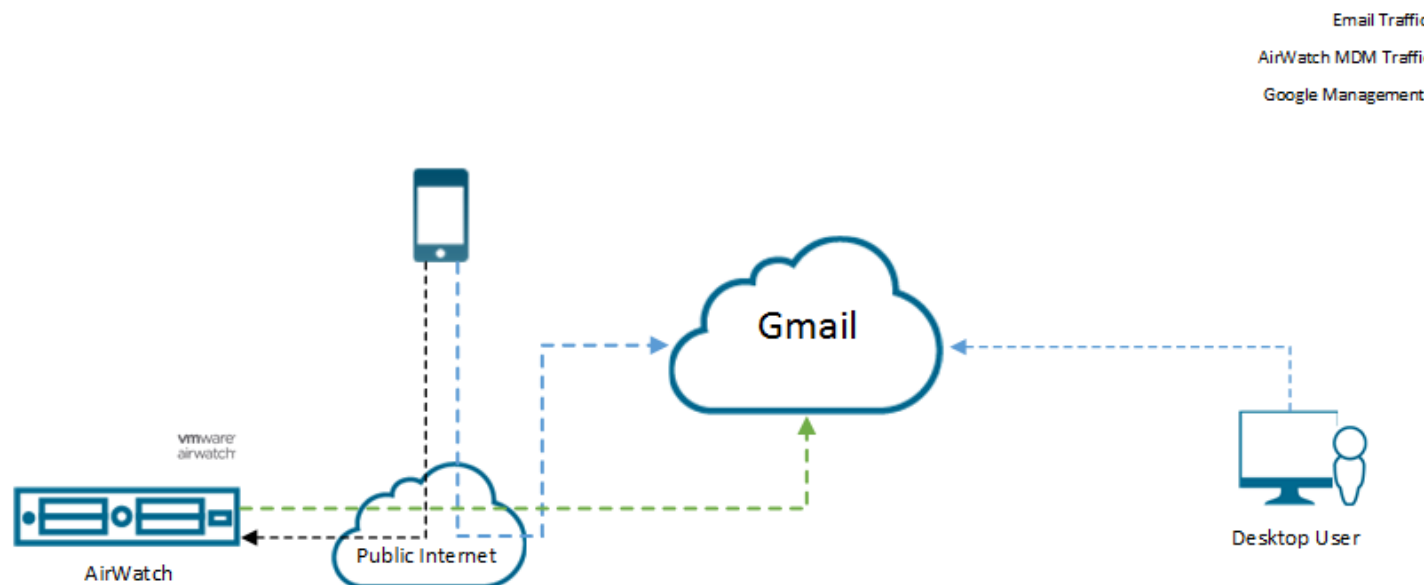 Email Traffic
AirWatch MDM Traffic
Google Management
Gmail
vmware
airwatch
Public Internet
AirWatch
Desktop User